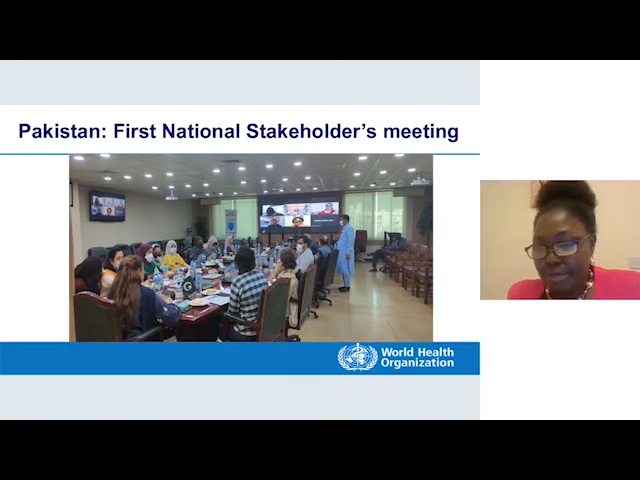 Pakistan: First National Stakeholder's meeting
World Health
Organization